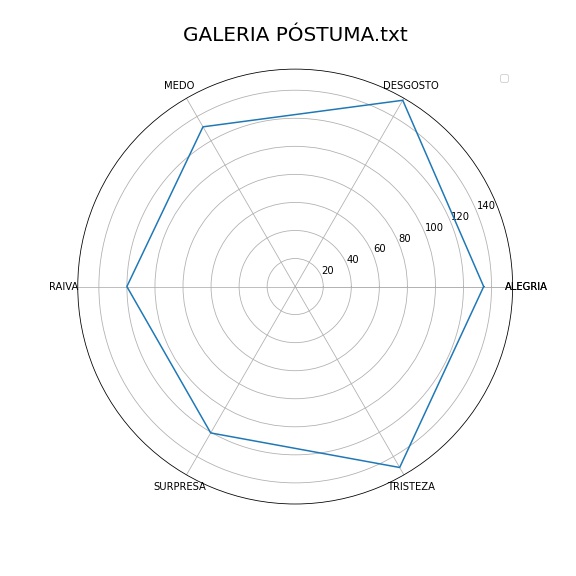 GALERIA PÓSTUMA.txt
MEDO
DESGOSTO
140
120
100
80
60
40
20
RAIVA
ALEGRIA
SURPRESA
TRISTEZA